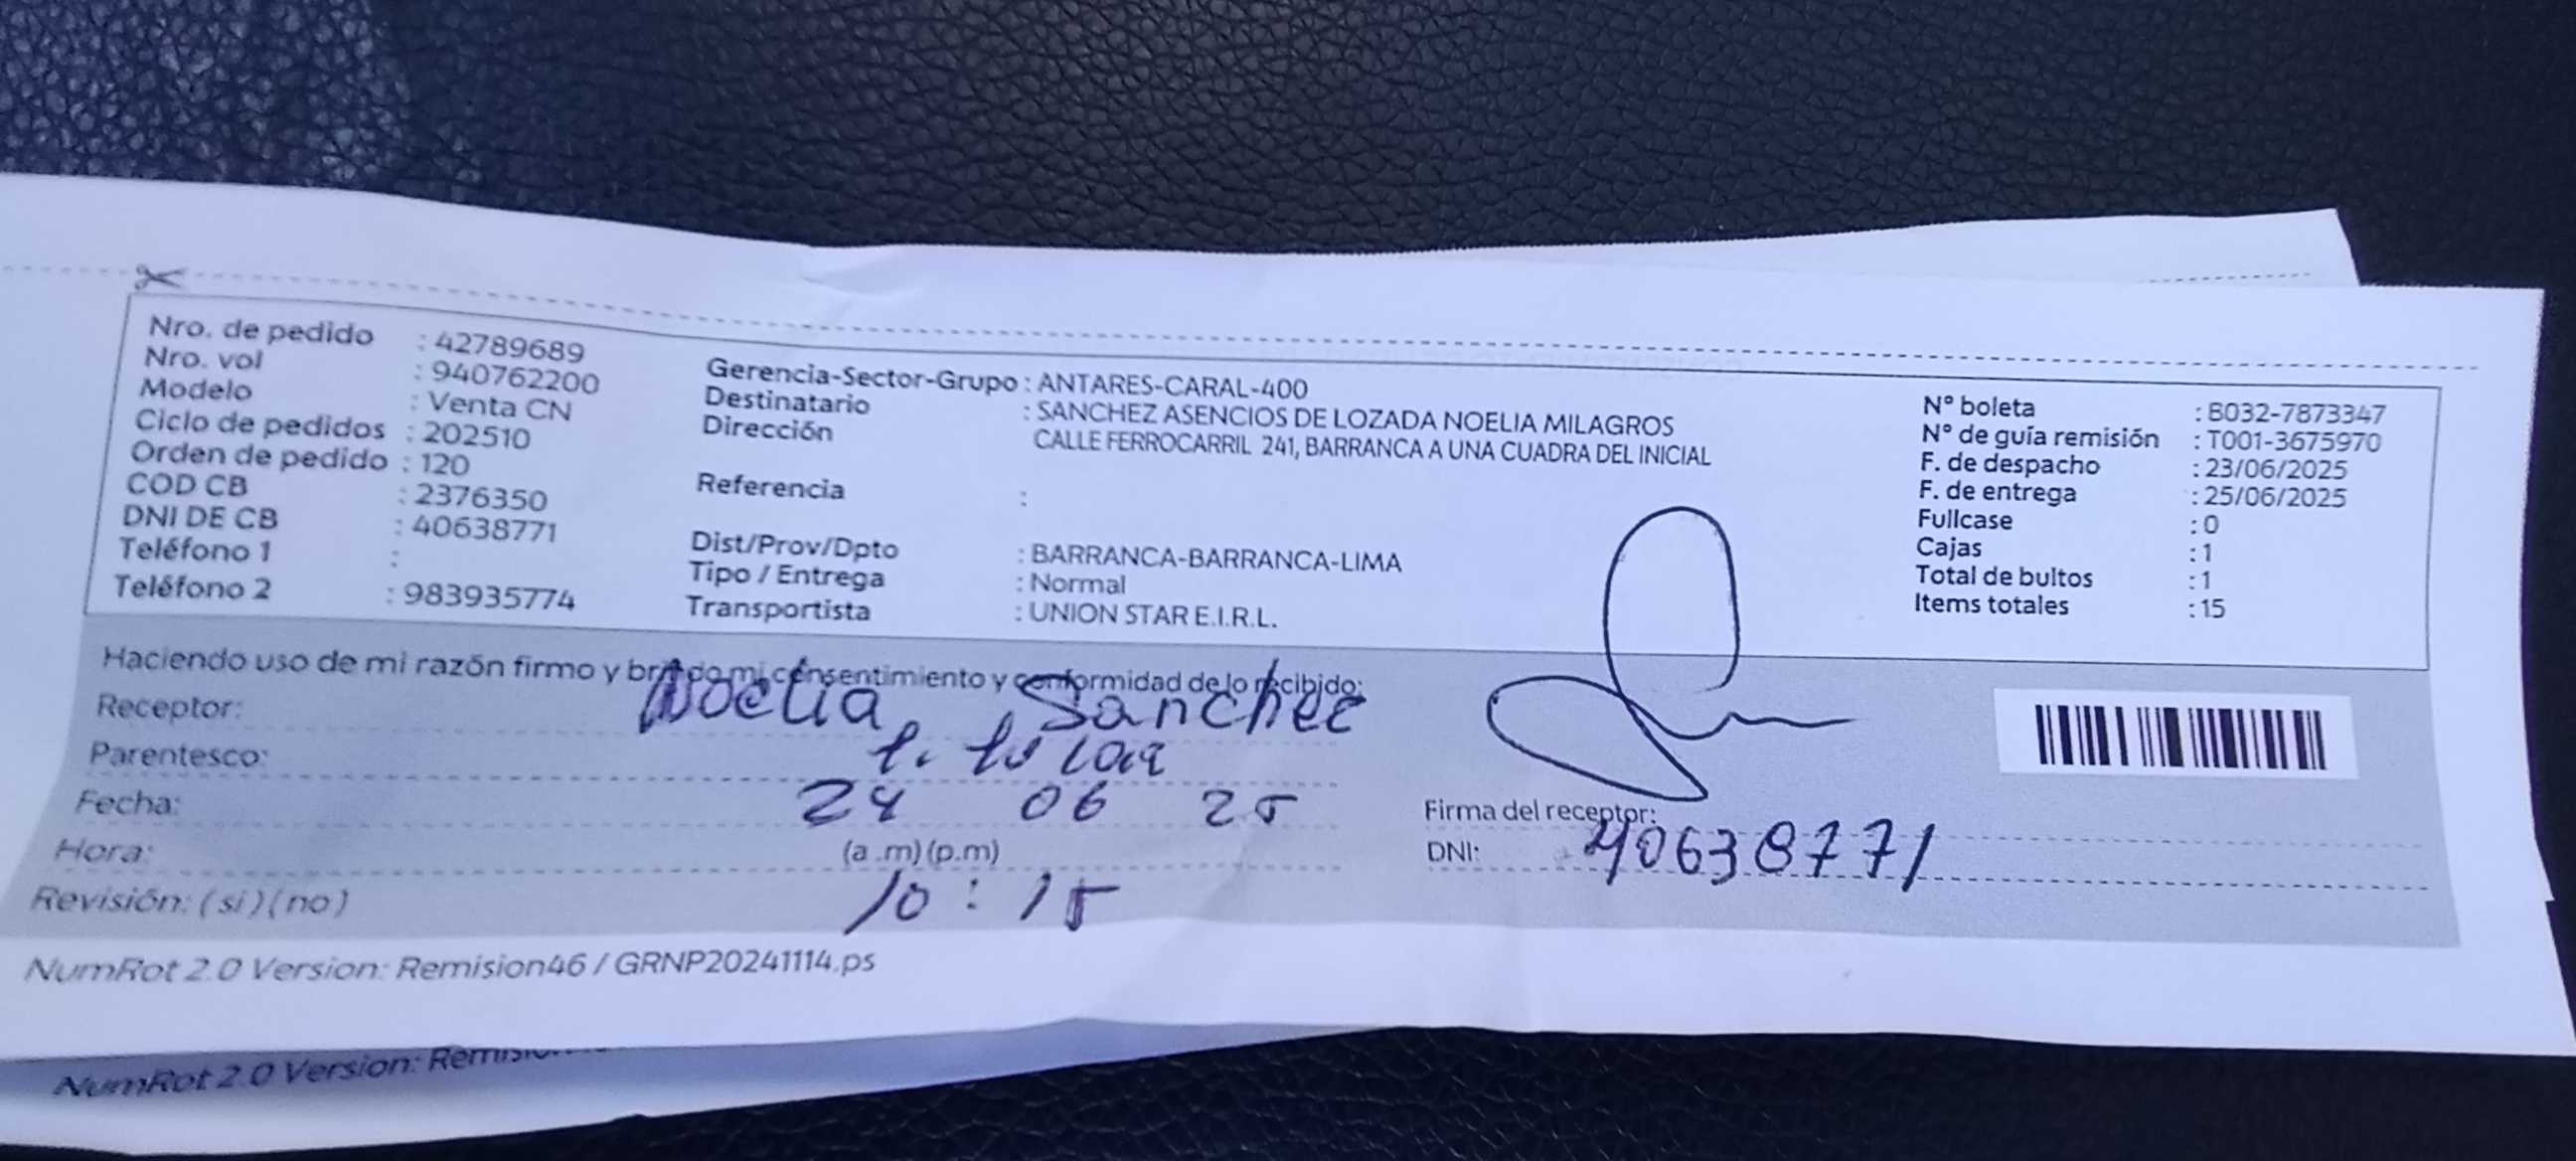 Nro. de pedido : 42789689
Nro. vol : 940762200
Modelo : Venta CN
Ciclo de pedidos : 202510
Orden de pedido : 120
COD CB : 2376350
DNI DE CB : 40638771
Teléfono 1 :
Teléfono 2 : 983935774
Gerencia-Sector-Grupo : ANTARES-CARAL-400
Destinatario : SANCHEZ ASENCIOS DE LOZADA NOELIA MILAGROS
Dirección CALLE FERROCARRIL 241, BARRANCA A UNA CUADRA DEL INICIAL
Referencia :
Dist/Prov/Dpto : BARRANCA-BARRANCA-LIMA
Tipo / Entrega : Normal
Transportista : UNION STAR E.I.R.L.
N° boleta : B032-7873347
N° de guía remisión : T001-3675970
F. de despacho : 23/06/2025
F. de entrega : 25/06/2025
Fullcase : 0
Cajas : 1
Total de bultos : 1
Items totales : 15
Haciendo uso de mi razón firmo y brindo mi consentimiento y conformidad de lo recibido:
Receptor: Noelia Sanchez
Parentesco:
Fecha: 24 06 25
Hora: (a .m) (p.m)
10 : 15
Revisión: ( si ) ( no )
Firma del receptor:
DNI: 40638771
NumRot 2.0 Version: Remision46 / GRNP20241114.ps
NumRot 2.0 Version: